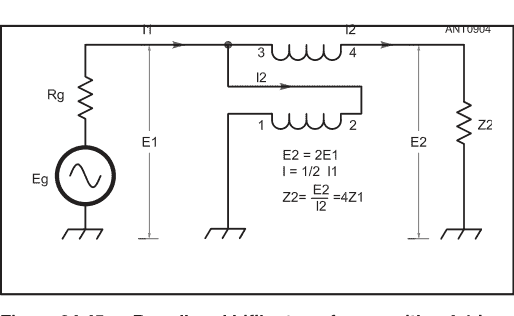 I1
I2
ANT0904
3
4
Rg
I2
E1
1
2
E2
Z2
Eg
E2 = 2E1
I = 1/2 I1
Z2= E2
I2 =4Z1